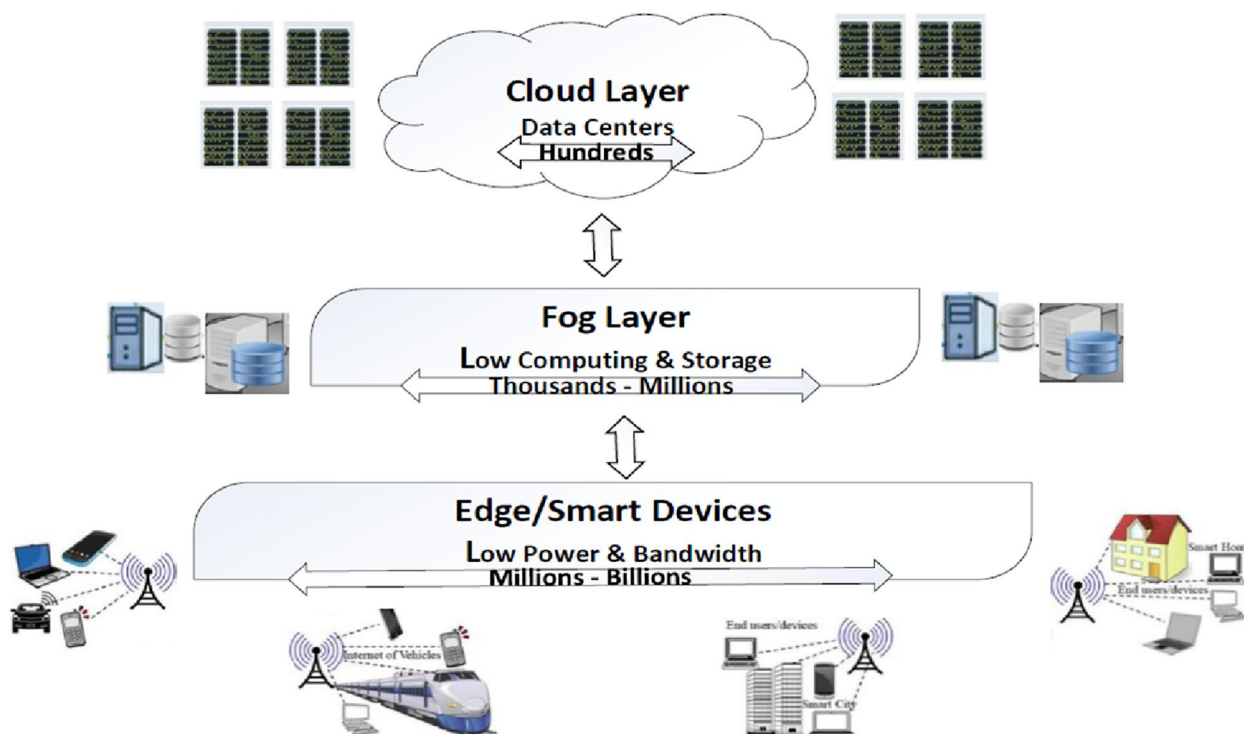 Cloud Layer
Data Centers
Hundreds
Fog Layer
Low Computing & Storage
Thousands - Millions
Edge/Smart Devices
Low Power & Bandwidth
Millions - Billions
Smart Home
End users/devices
Internet of Vehicles
End users/devices
Smart City